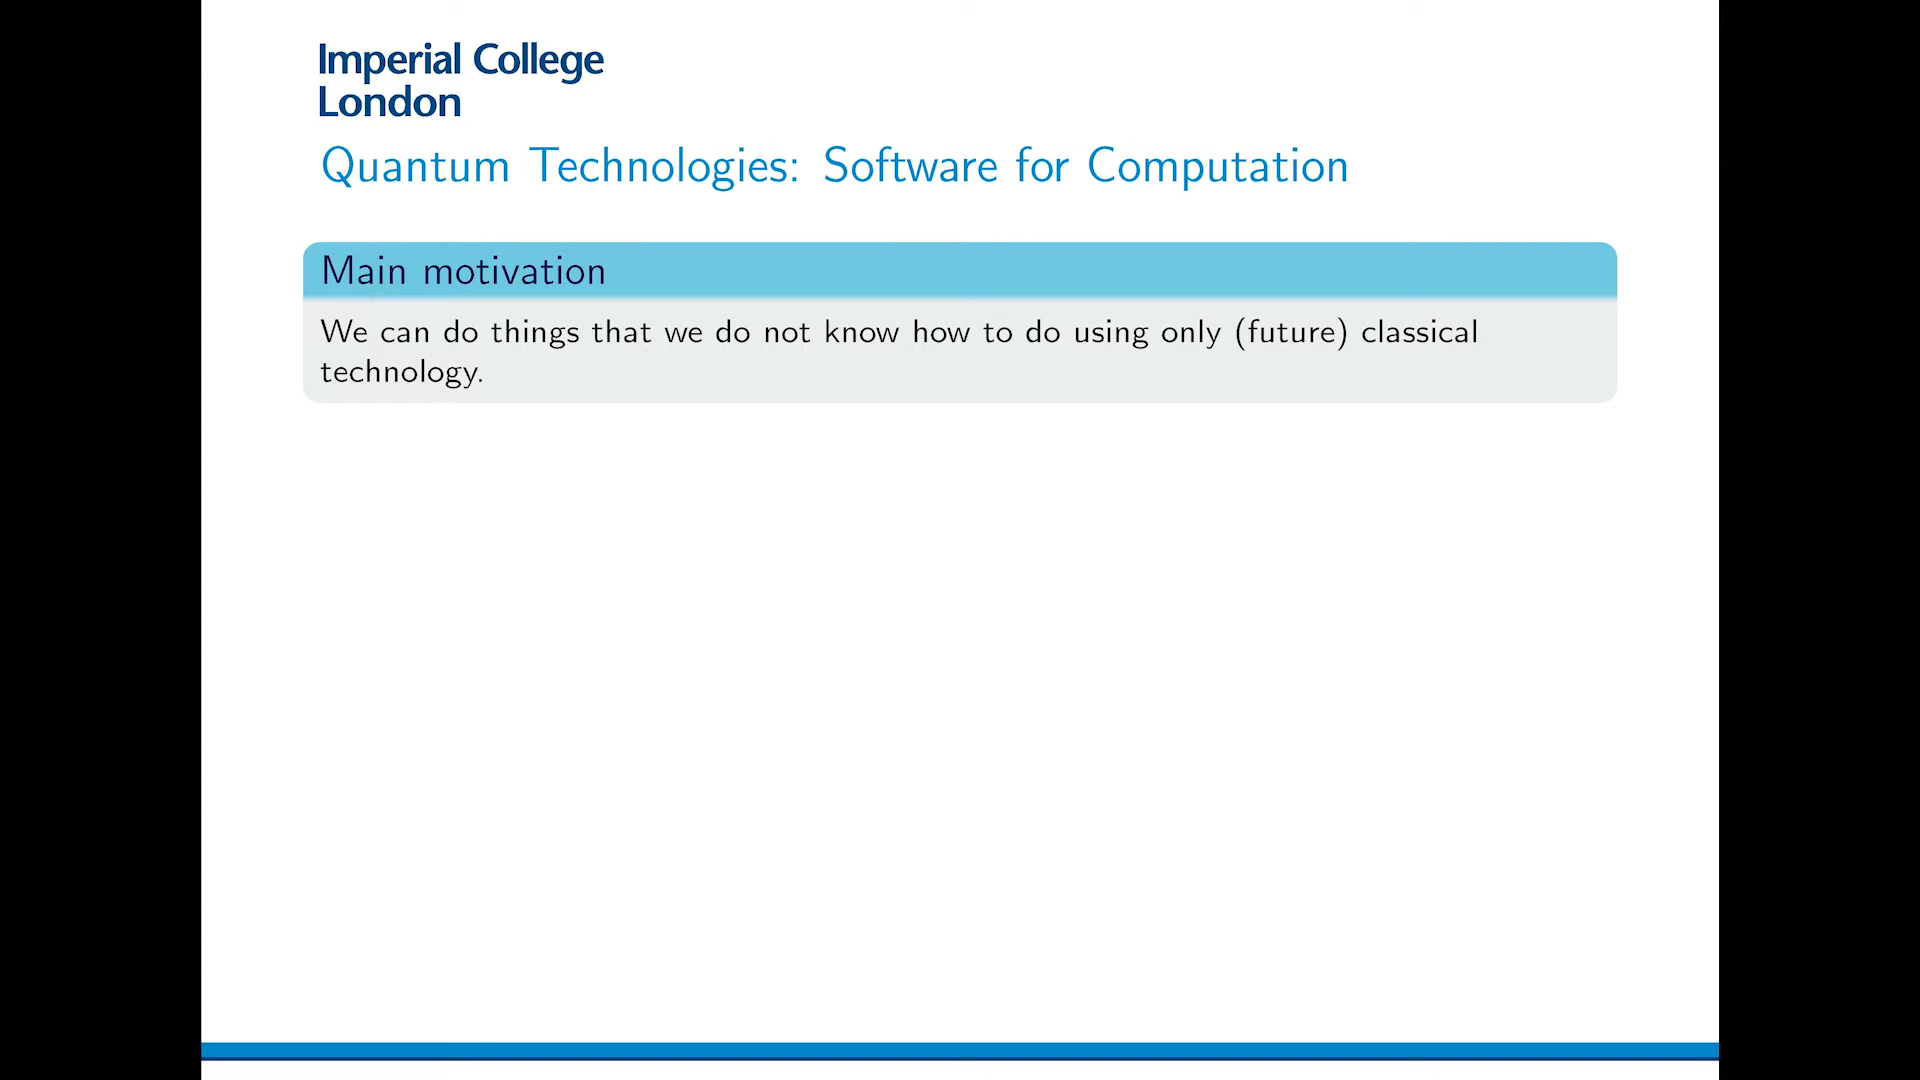 Imperial College
London
Quantum Technologies: Software for Computation
Main motivation
We can do things that we do not know how to do using only (future) classical
technology.